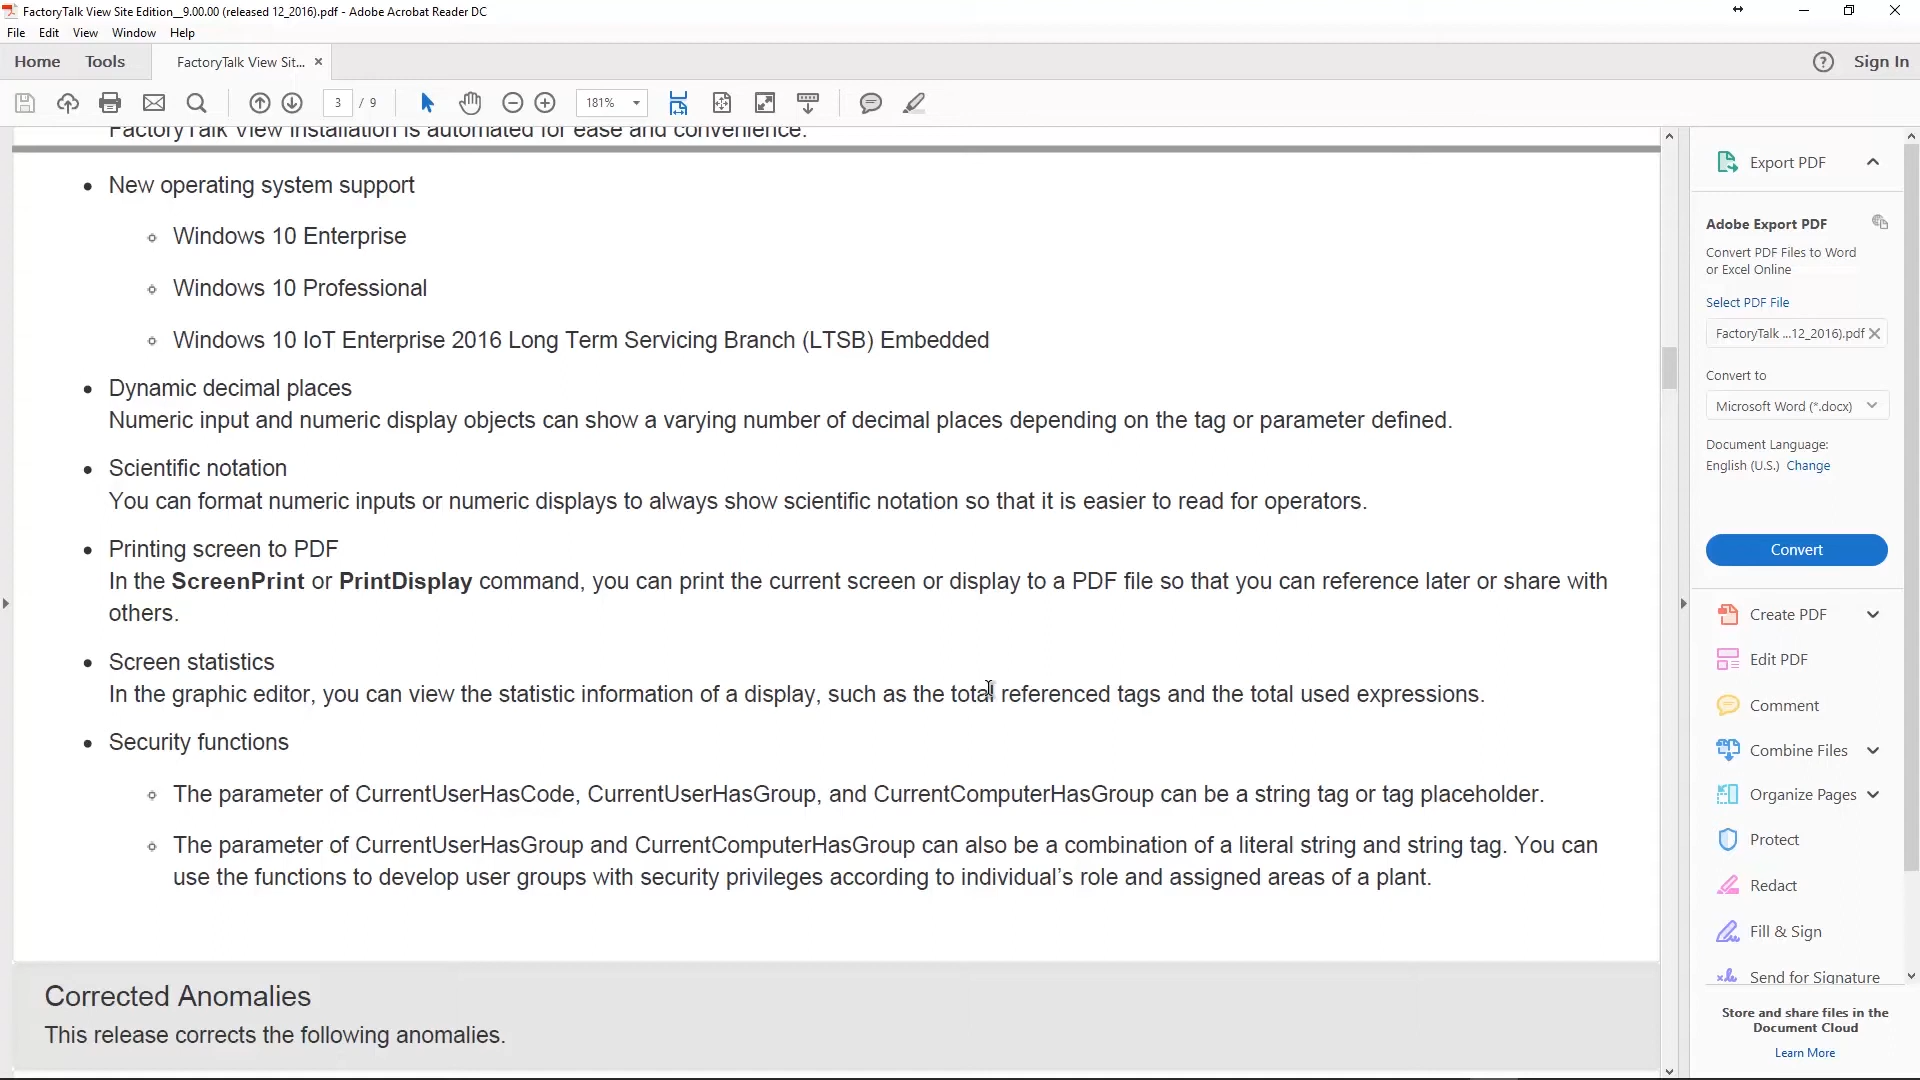 FactoryTalk View Site Edition__9.00.00 (released 12_2016).pdf - Adobe Acrobat Reader DC
File Edit View Window Help
Home Tools FactoryTalk View Sit... × Sign In
3 / 9 181%
FactoryTalk View installation is automated for ease and convenience.
• New operating system support
Windows 10 Enterprise
Windows 10 Professional
Windows 10 IoT Enterprise 2016 Long Term Servicing Branch (LTSB) Embedded
• Dynamic decimal places
Numeric input and numeric display objects can show a varying number of decimal places depending on the tag or parameter defined.
• Scientific notation
You can format numeric inputs or numeric displays to always show scientific notation so that it is easier to read for operators.
• Printing screen to PDF
In the ScreenPrint or PrintDisplay command, you can print the current screen or display to a PDF file so that you can reference later or share with
others.
• Screen statistics
In the graphic editor, you can view the statistic information of a display, such as the total referenced tags and the total used expressions.
• Security functions
The parameter of CurrentUserHasCode, CurrentUserHasGroup, and CurrentComputerHasGroup can be a string tag or tag placeholder.
The parameter of CurrentUserHasGroup and CurrentComputerHasGroup can also be a combination of a literal string and string tag. You can
use the functions to develop user groups with security privileges according to individual's role and assigned areas of a plant.
Corrected Anomalies
This release corrects the following anomalies.
Export PDF
Adobe Export PDF
Convert PDF Files to Word
or Excel Online
Select PDF File
FactoryTalk ...12_2016).pdf
Convert to
Microsoft Word (*.docx)
Document Language:
English (U.S.) Change
Convert
Create PDF
Edit PDF
Comment
Combine Files
Organize Pages
Protect
Redact
Fill & Sign
Send for Signature
Store and share files in the
Document Cloud
Learn More